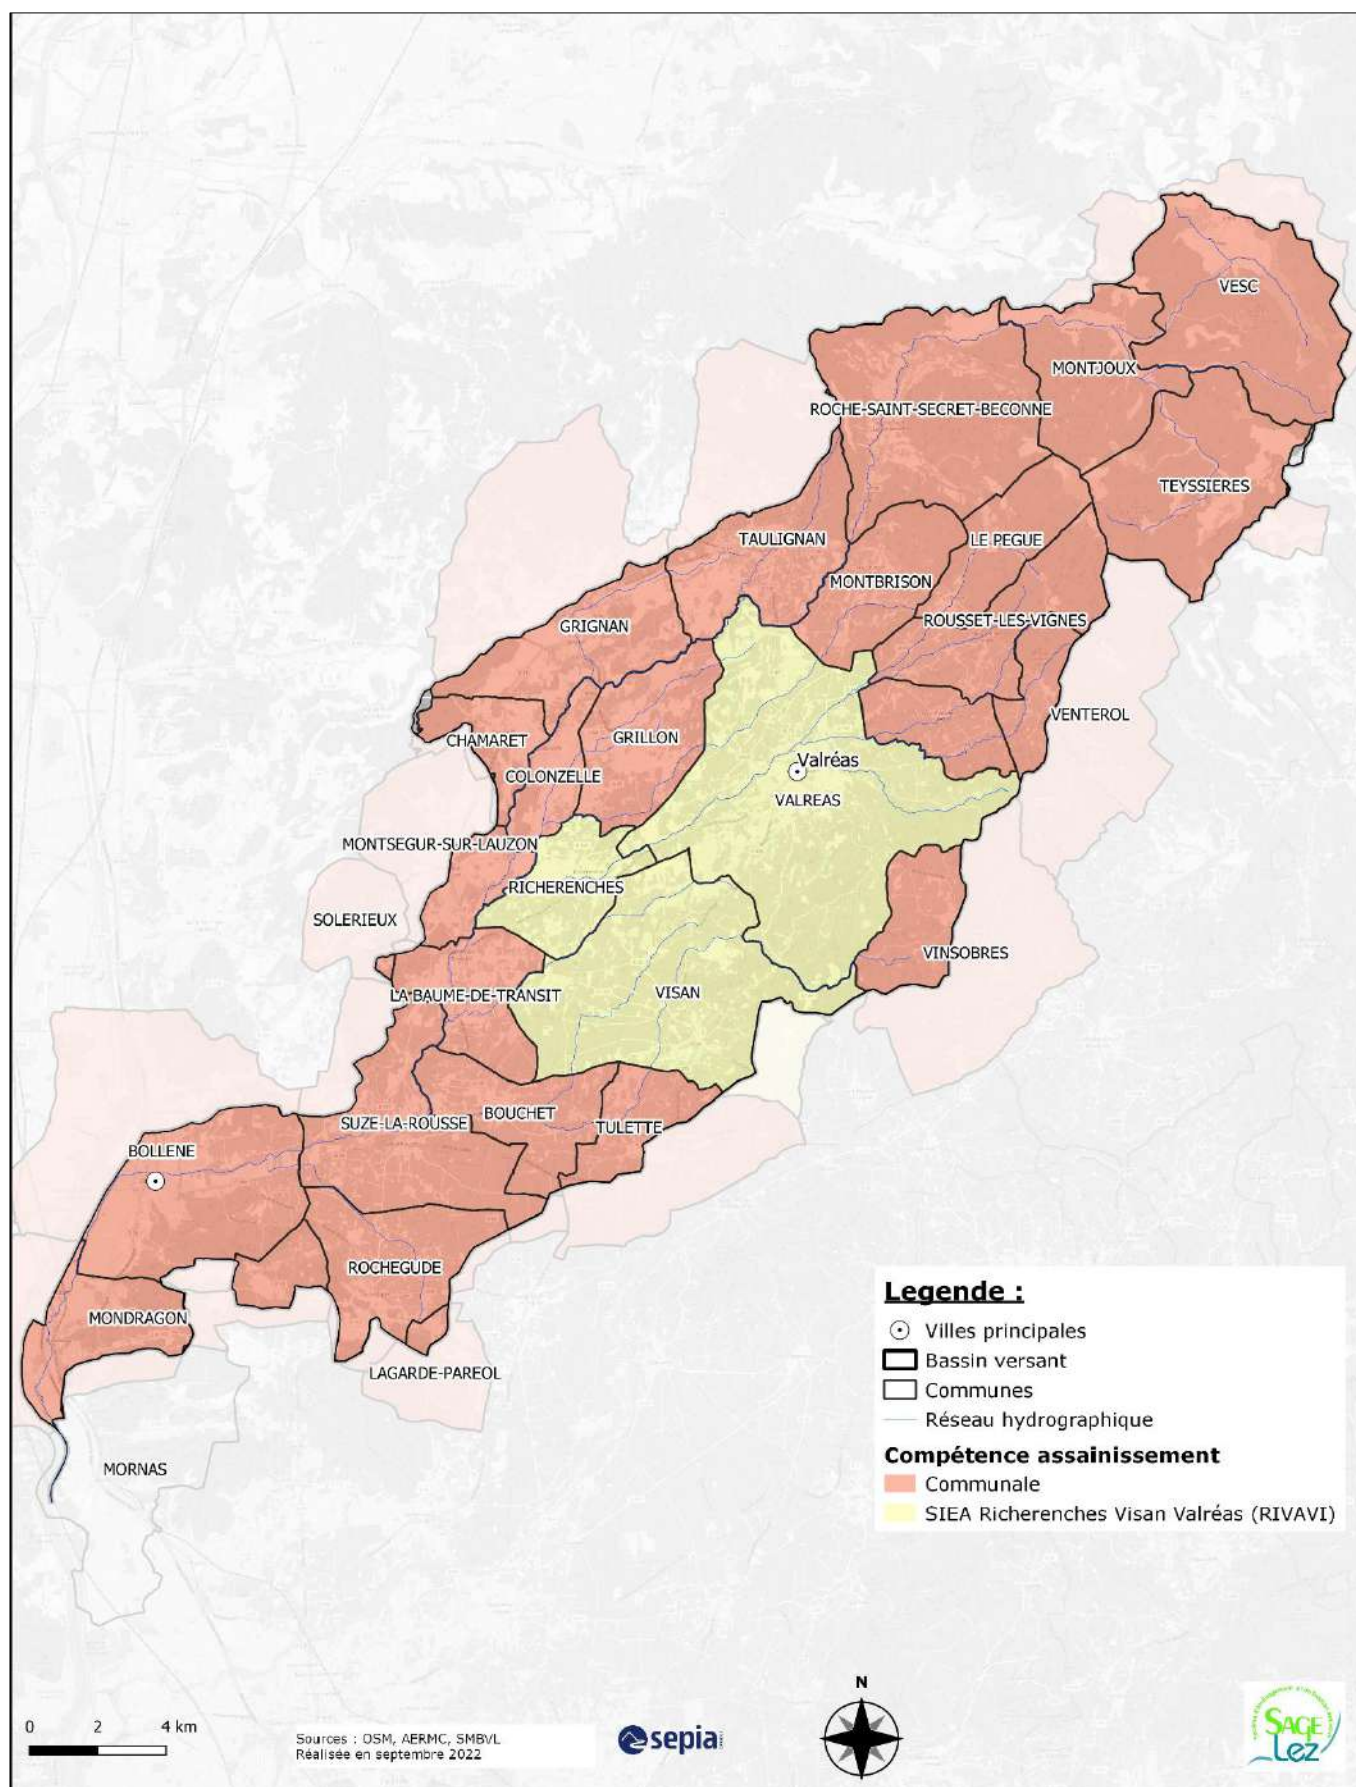 VESC
MONTJOUX
ROCHE-SAINT-SECRET-BECONNE
TEYSSIERES
TAULIGNAN
LE PEGUE
MONTBRISON
ROUSSET-LES-VIGNES
GRIGNAN
VENTEROL
CHAMARET
GRILLON
COLONZELLE
Valréas
VALREAS
MONTSEGUR-SUR-LAUZON
RICHERENCHES
SOLERIEUX
VINSOBRES
LA BAUME-DE-TRANSIT
VISAN
BOUCHET
SUZE-LA-ROUSSE
TULETTE
BOLLENE
ROCHEGUDE
MONDRAGON
LAGARDE-PAREOL
MORNAS
Legende :
Villes principales
Bassin versant
Communes
Réseau hydrographique
Compétence assainissement
Communale
SIEA Richerenches Visan Valréas (RIVAVI)
0 2 4 km
Sources : OSM, AERMC, SMBVL
Réalisée en septembre 2022
sepia
N
SAGE
Lez